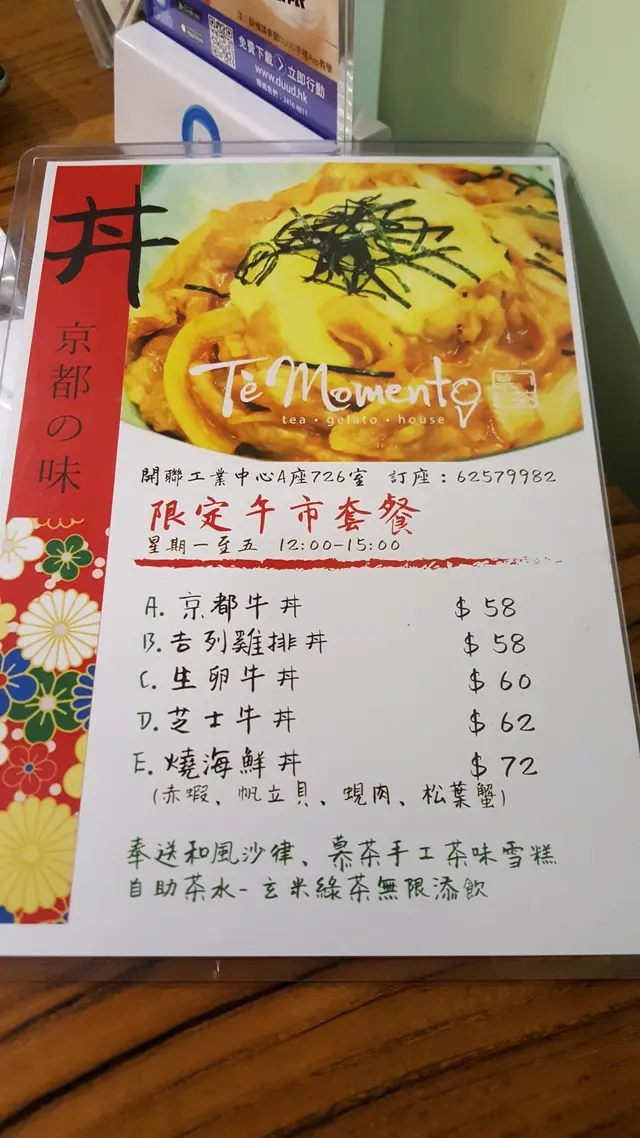 免費下載 立即行動
www.duud.hk
丼
京都の味
Tè Momento
tea • gelato • house
開聯工業中心A座726室 訂座：62579982
限定午市套餐
星期一至五 12:00-15:00
A. 京都牛丼 $58
B. 吉列雞排丼 $58
C. 生卵牛丼 $60
D. 芝士牛丼 $62
E. 燒海鮮丼 $72
(赤蝦、帆立貝、蜆肉、松葉蟹)
奉送和風沙律、慕茶手工茶味雪糕
自助茶水-玄米綠茶無限添飲